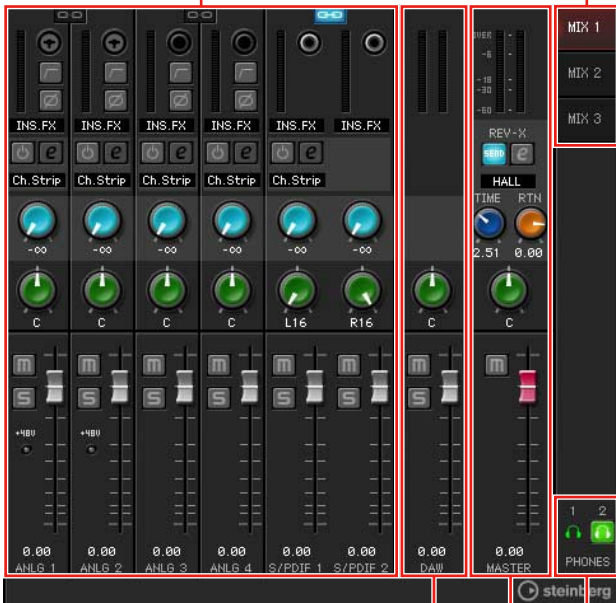 OVER
-6
-18
-30
-60
MIX 1
MIX 2
MIX 3
INS.FX INS.FX INS.FX INS.FX INS.FX INS.FX
REV-X
SEND e
e e e e
Ch.Strip Ch.Strip Ch.Strip Ch.Strip
HALL
TIME RTN
-∞ -∞ -∞ -∞ -∞ -∞
2.51 0.00
C C C C L16 R16 C C
M M M M M M M M
S S S S S S S
+48V +48V
1 2
0.00 0.00 0.00 0.00 0.00 0.00 0.00 0.00
ANLG 1 ANLG 2 ANLG 3 ANLG 4 S/PDIF 1 S/PDIF 2 DAW MASTER
PHONES
steinberg